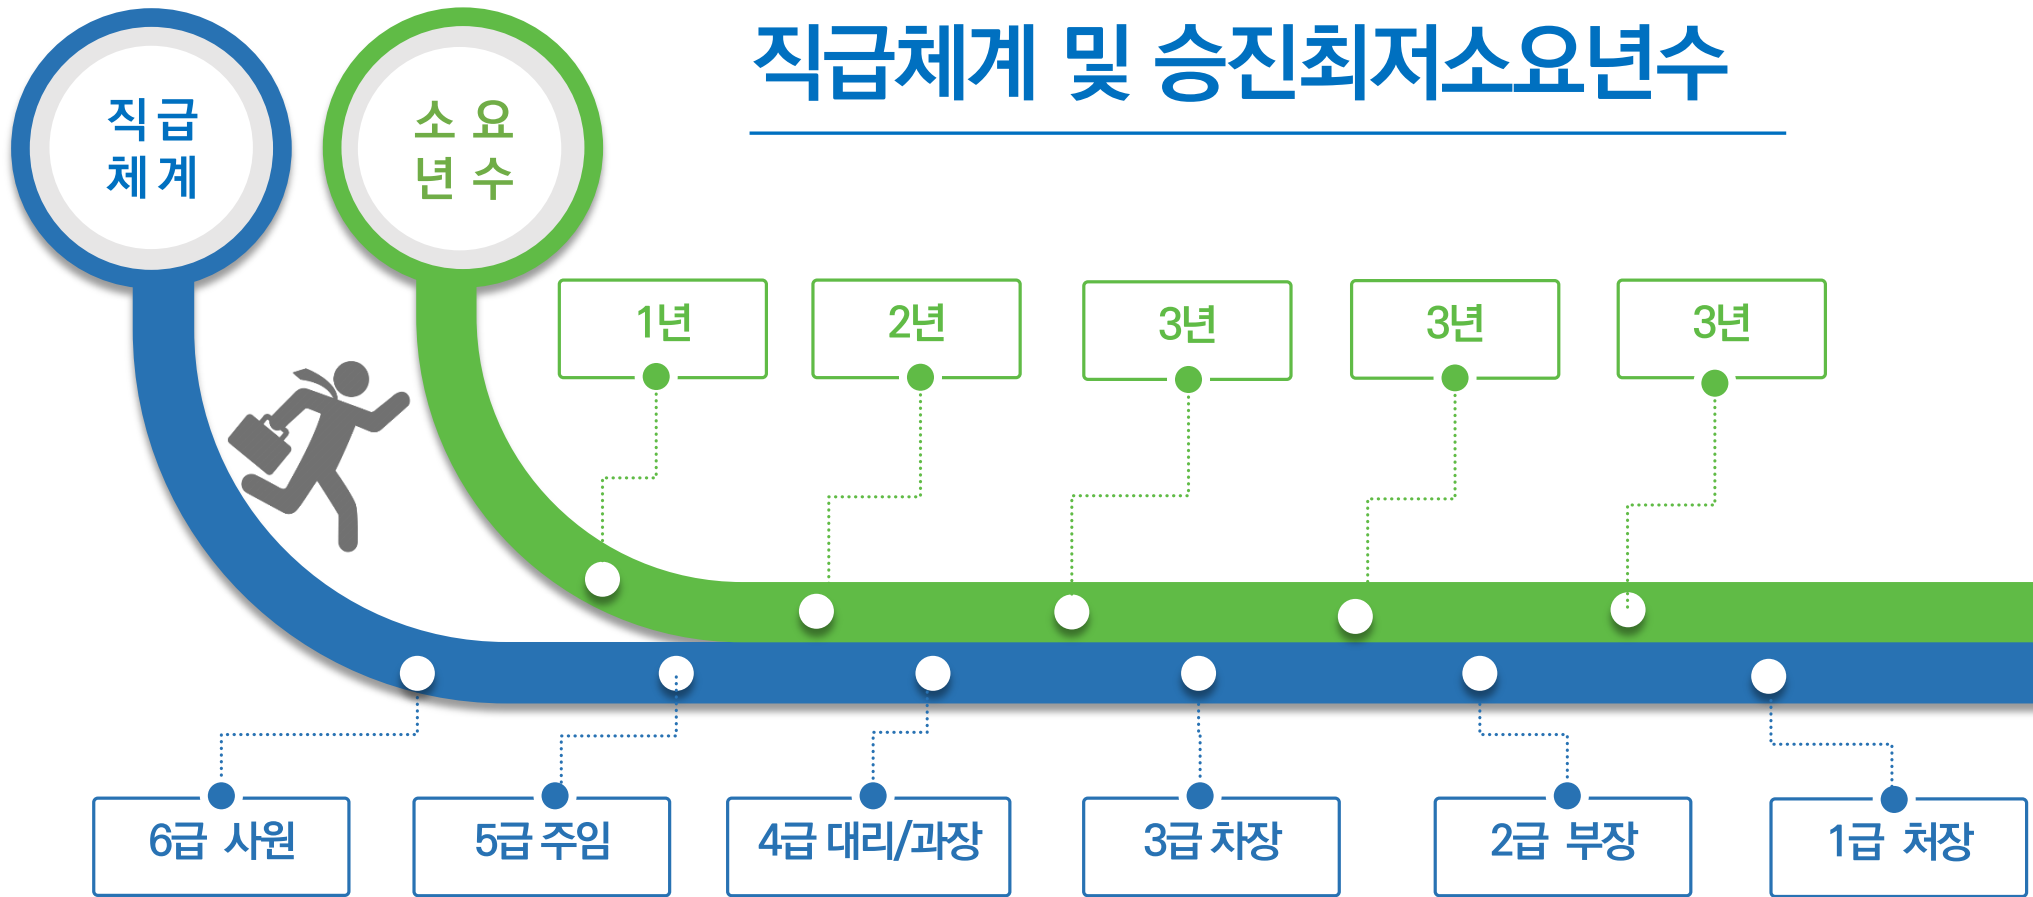 직급체계 및 승진최저소요년수
직급
체계
소요
년수
1년
2년
3년
3년
3년
6급 사원
5급 주임
4급 대리/과장
3급 차장
2급 부장
1급 처장